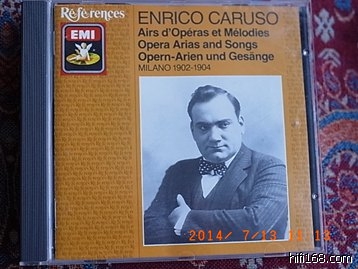 Références
EMI
ENRICO CARUSO
Airs d'Opéras et Mélodies
Opera Arias and Songs
Opern-Arien und Gesänge
MILANO 1902-1904
2014/ 7/13
hifi168.com